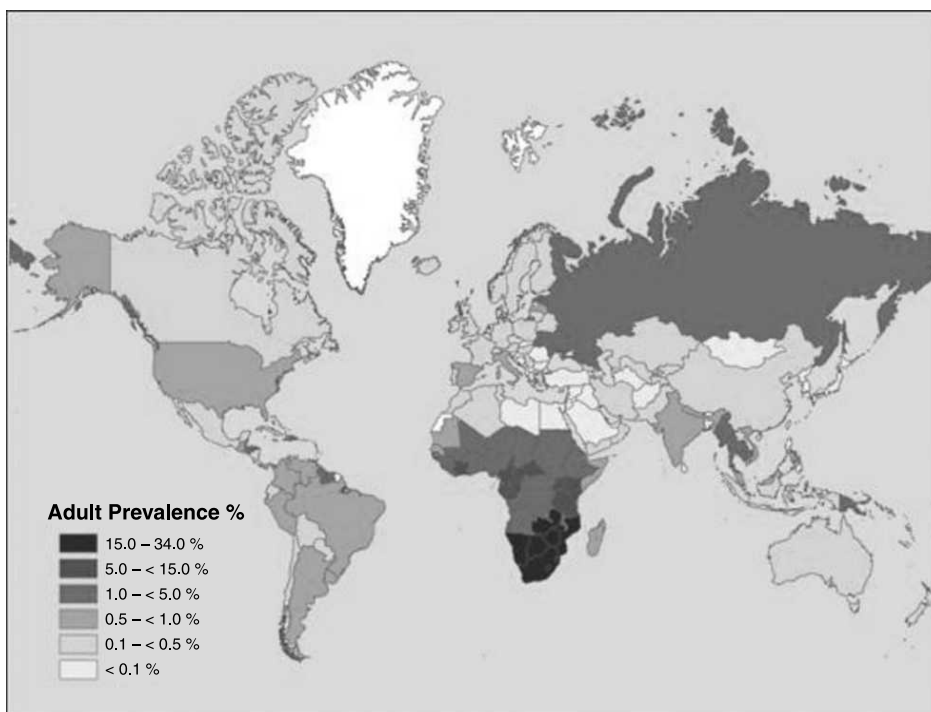 Adult Prevalence %
15.0 – 34.0 %
5.0 – < 15.0 %
1.0 – < 5.0 %
0.5 – < 1.0 %
0.1 – < 0.5 %
< 0.1 %